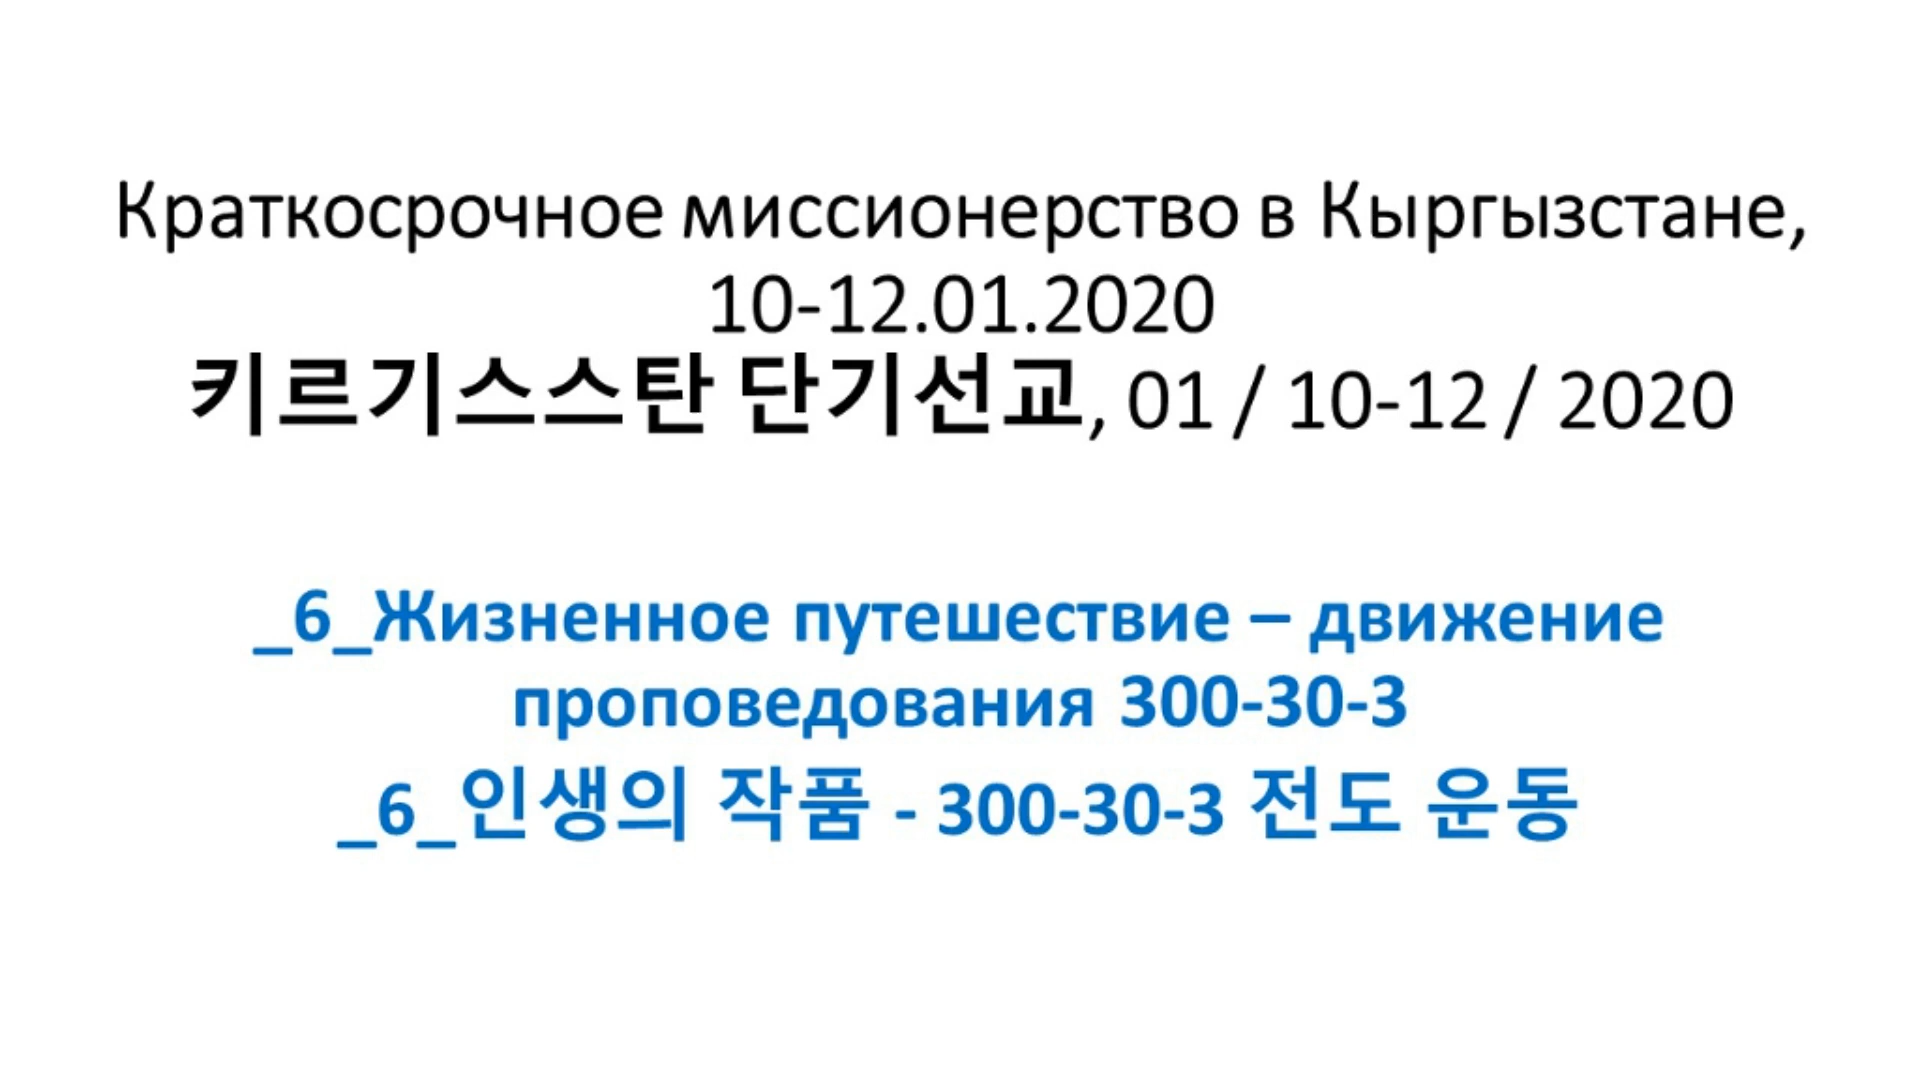 Краткосрочное миссионерство в Кыргызстане,
10-12.01.2020
키르기스스탄 단기선교, 01 / 10-12 / 2020
_6_Жизненное путешествие – движение
проповедования 300-30-3
_6_인생의 작품 - 300-30-3 전도 운동